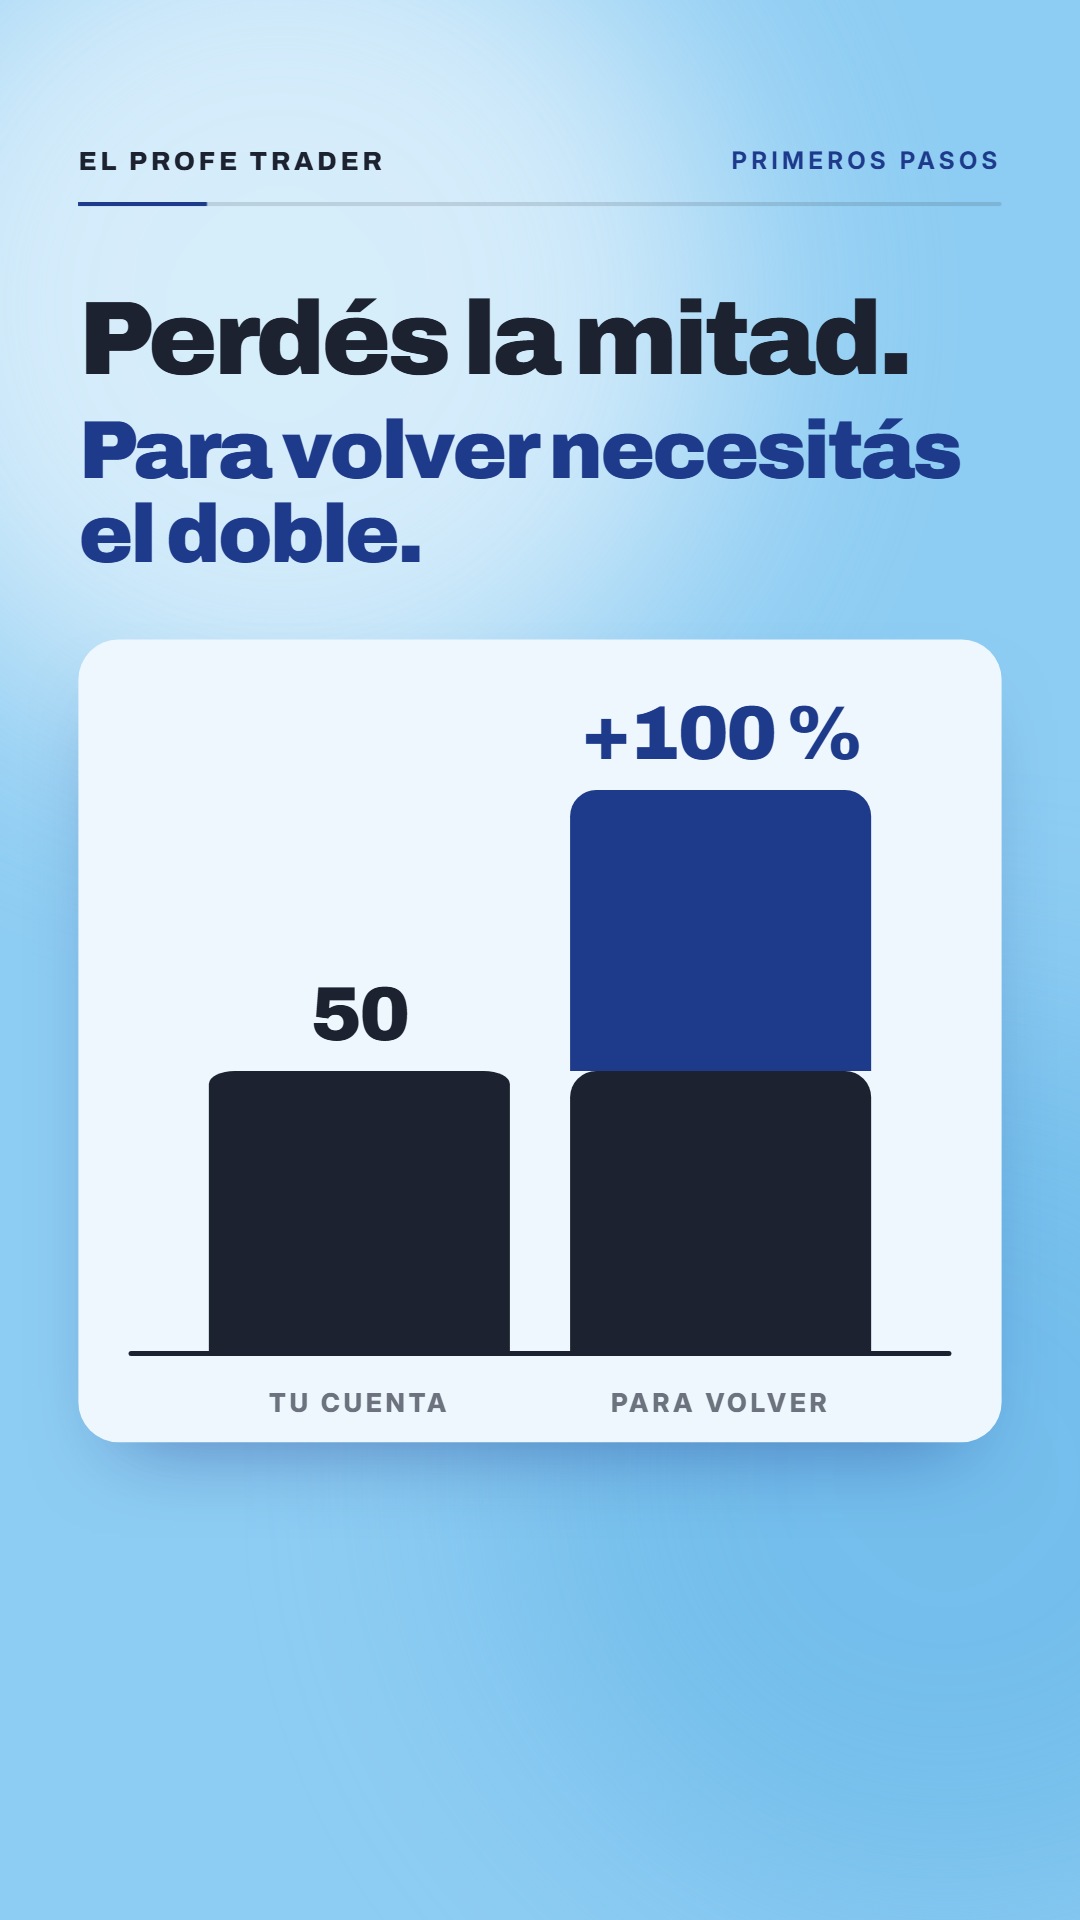 EL PROFE TRADER
PRIMEROS PASOS
Perdés la mitad.
Para volver necesitás
el doble.
+100 %
50
TU CUENTA
PARA VOLVER